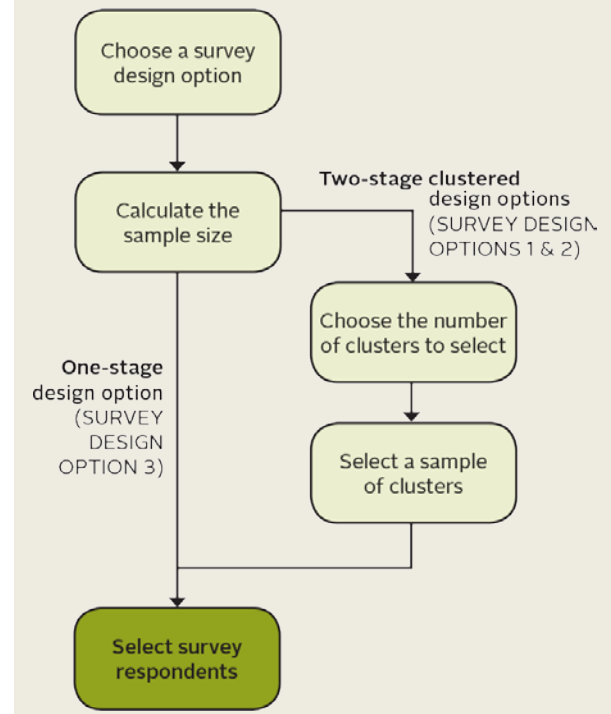 Choose a survey
design option
Calculate the
sample size
Two-stage clustered
design options
(SURVEY DESIGN
OPTIONS 1 & 2)
Choose the number
of clusters to select
One-stage
design option
(SURVEY
DESIGN
OPTION 3)
Select a sample
of clusters
Select survey
respondents